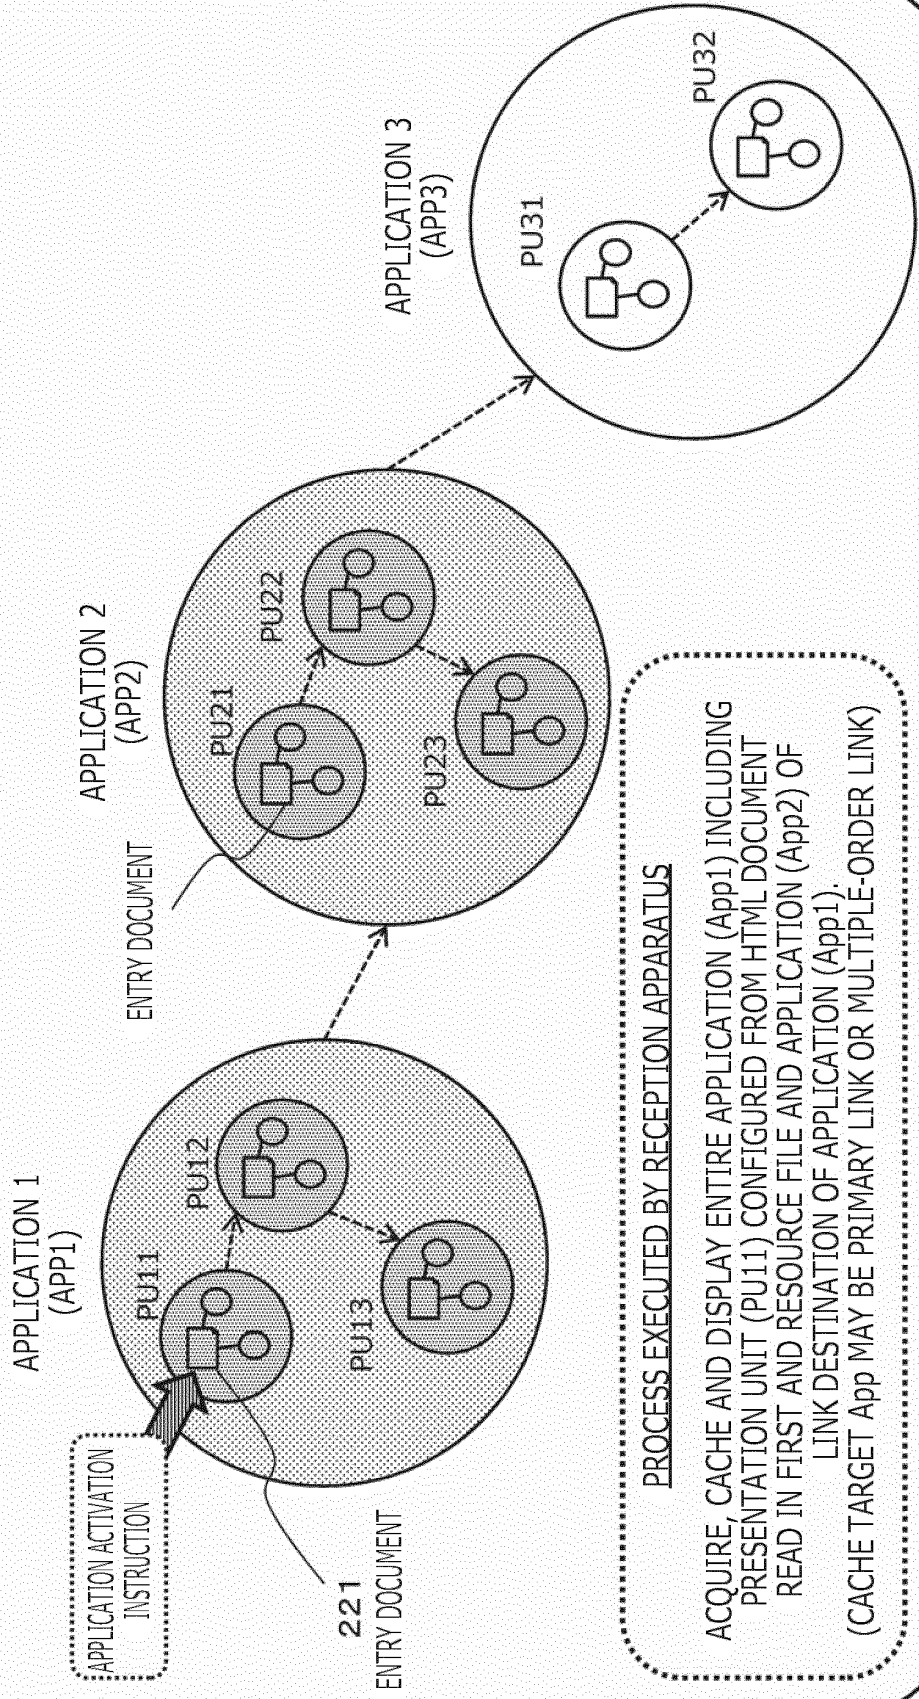 APPLICATION ACTIVATION
INSTRUCTION
APPLICATION 1
(APP1)
PU11
PU12
PU13
221
ENTRY DOCUMENT
APPLICATION 2
(APP2)
ENTRY DOCUMENT
PU21
PU22
PU23
APPLICATION 3
(APP3)
PU31
PU32
PROCESS EXECUTED BY RECEPTION APPARATUS
ACQUIRE, CACHE AND DISPLAY ENTIRE APPLICATION (App1) INCLUDING
PRESENTATION UNIT (PU11) CONFIGURED FROM HTML DOCUMENT
READ IN FIRST AND RESOURCE FILE AND APPLICATION (App2) OF
LINK DESTINATION OF APPLICATION (App1).
(CACHE TARGET App MAY BE PRIMARY LINK OR MULTIPLE-ORDER LINK)